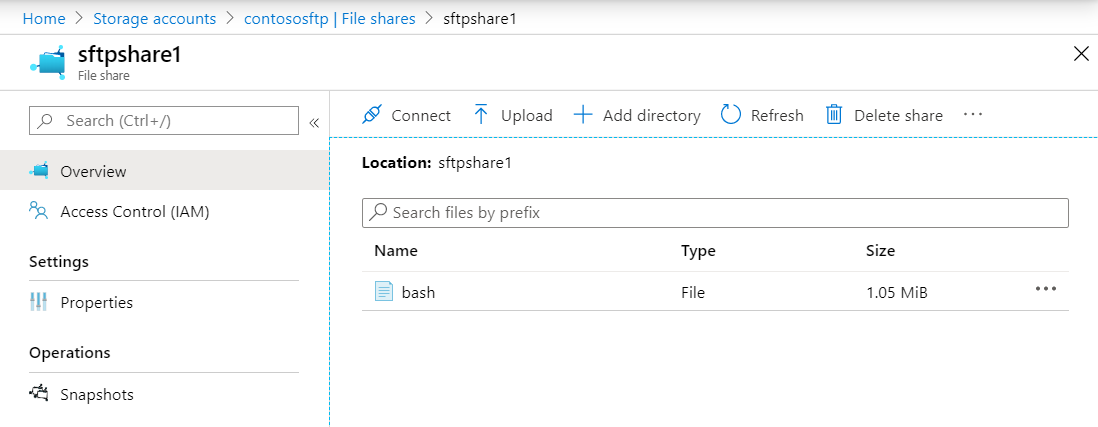 Home > Storage accounts > contososftp | File shares > sftpshare1
sftpshare1
File share
Search (Ctrl+/)
«
Connect Upload Add directory Refresh Delete share ...
Overview
Access Control (IAM)
Settings
Properties
Operations
Snapshots
Location: sftpshare1
Search files by prefix
Name Type Size
bash File 1.05 MiB ...